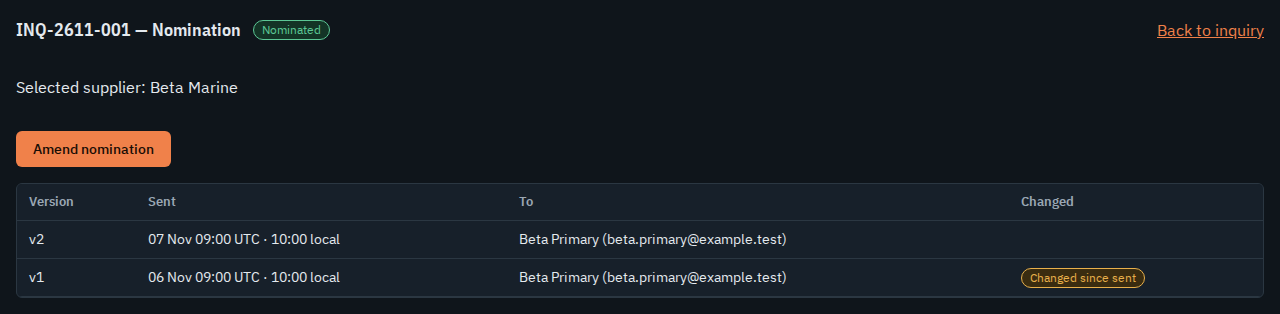 INQ-2611-001 — Nomination Nominated Back to inquiry
Selected supplier: Beta Marine
Amend nomination
Version Sent To Changed
v2 07 Nov 09:00 UTC · 10:00 local Beta Primary (beta.primary@example.test)
v1 06 Nov 09:00 UTC · 10:00 local Beta Primary (beta.primary@example.test) Changed since sent